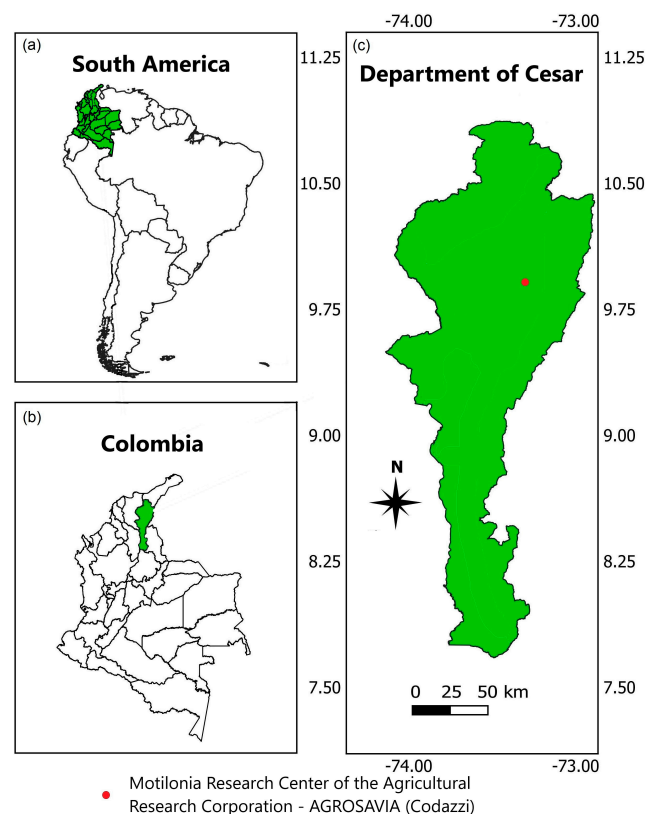 -74.00 -73.00
(a)
South America
(c)
Department of Cesar
11.25
10.50
9.75
(b)
Colombia
9.00
N
8.25
7.50
0 25 50 km
-74.00 -73.00
11.25
10.50
9.75
9.00
8.25
7.50
Motilonia Research Center of the Agricultural
Research Corporation - AGROSAVIA (Codazzi)